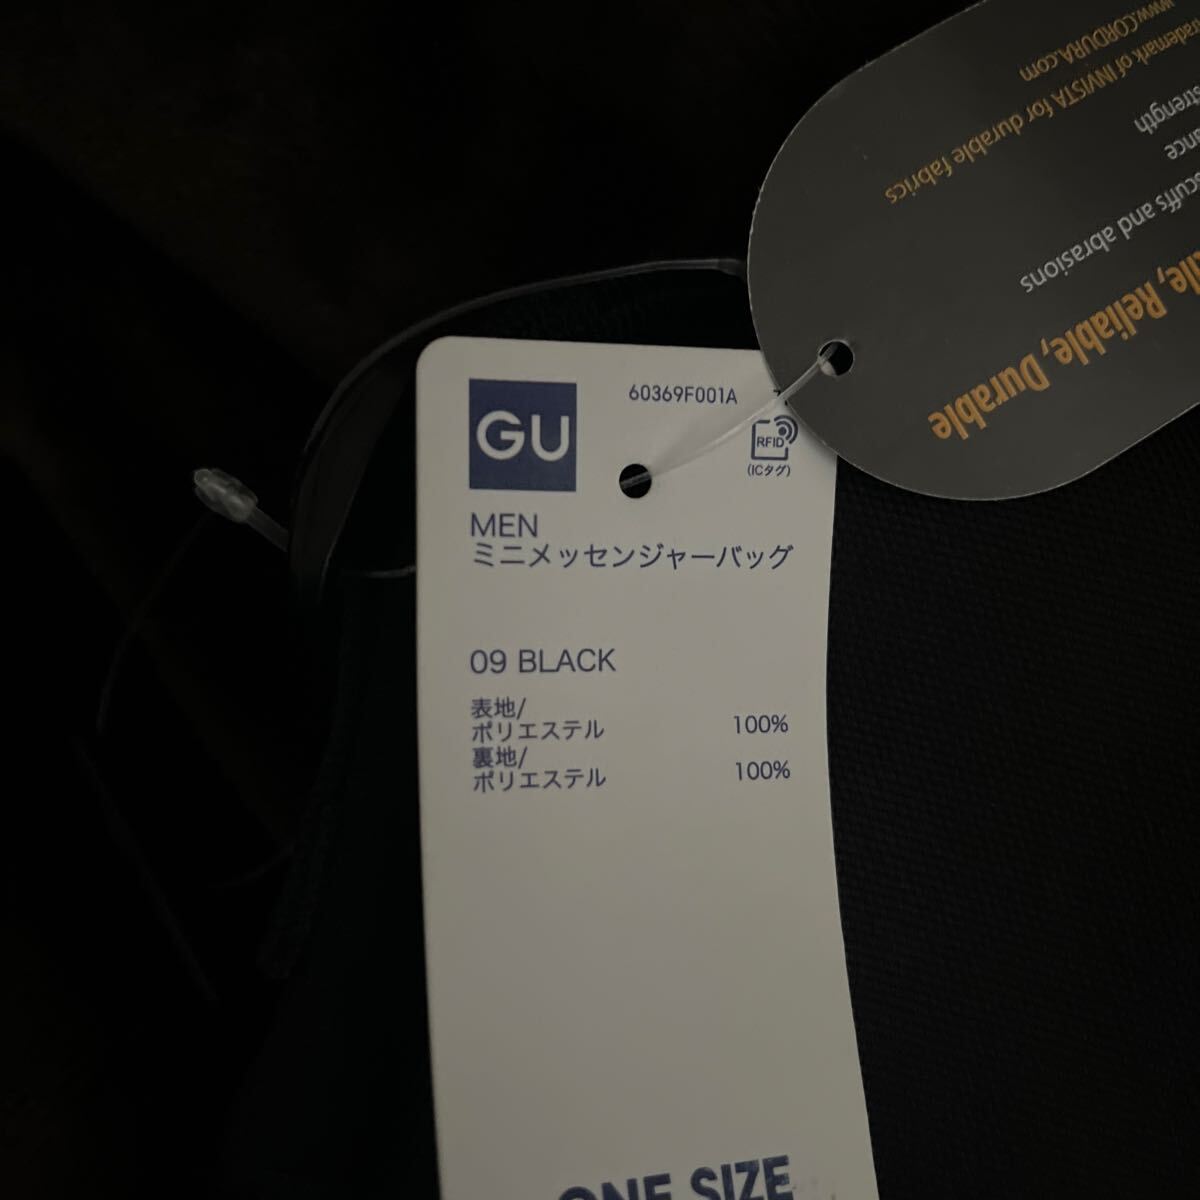 GU
60369F001A
RFID
(ICタグ)
MEN
ミニメッセンジャーバッグ
09 BLACK
表地/
ポリエステル 100%
裏地/
ポリエステル 100%
ONE SIZE
Reliable, Durable
scuffs and abrasions
strength
trademark of INVISTA for durable fabrics
www.CORDURA.com